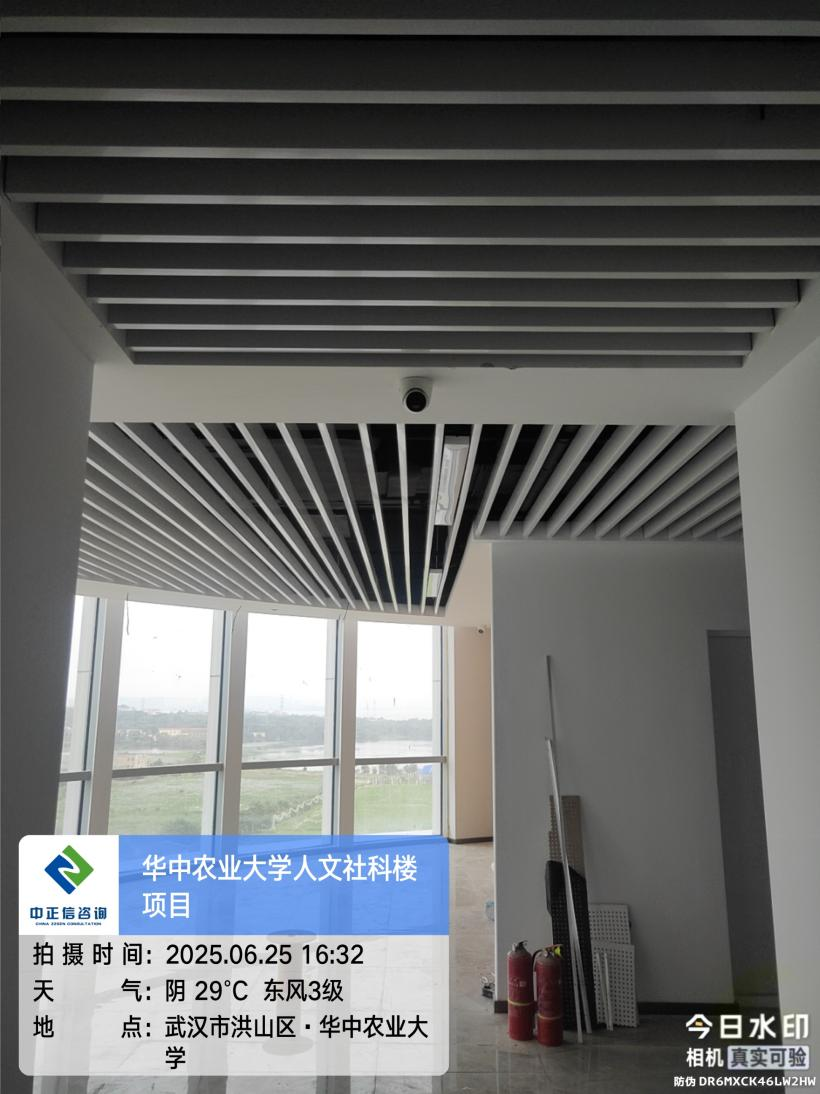 华中农业大学人文社科楼
项目
中正信咨询
CHINA ZZXIN CONSULTATION
拍摄时间：2025.06.25 16:32
天气：阴 29℃ 东风3级
地点：武汉市洪山区·华中农业大
学
今日水印
相机 真实可验
防伪 DR6MXCK46LW2HW